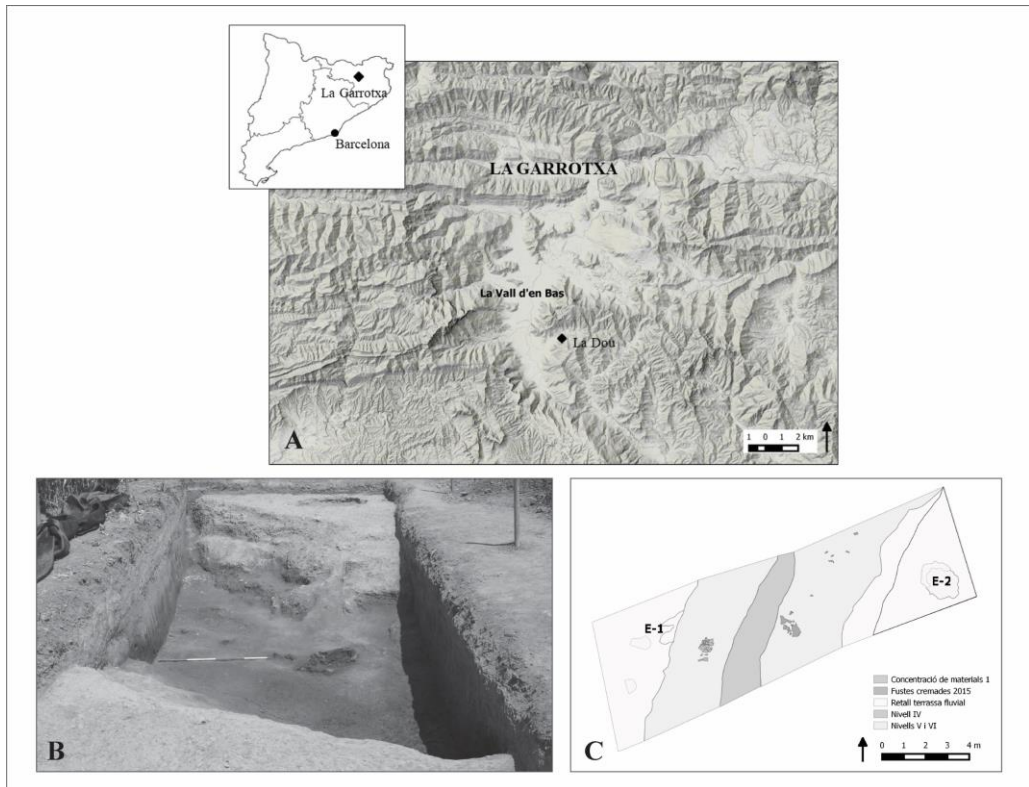 La Garrotxa
Barcelona
LA GARROTXA
La Vall d'en Bas
La Dou
A
1 0 1 2 km
B
E-1
E-2
Concentració de materials 1
Fustes cremades 2015
Retall terrassa fluvial
Nivell IV
Nivells V i VI
C
0 1 2 3 4 m